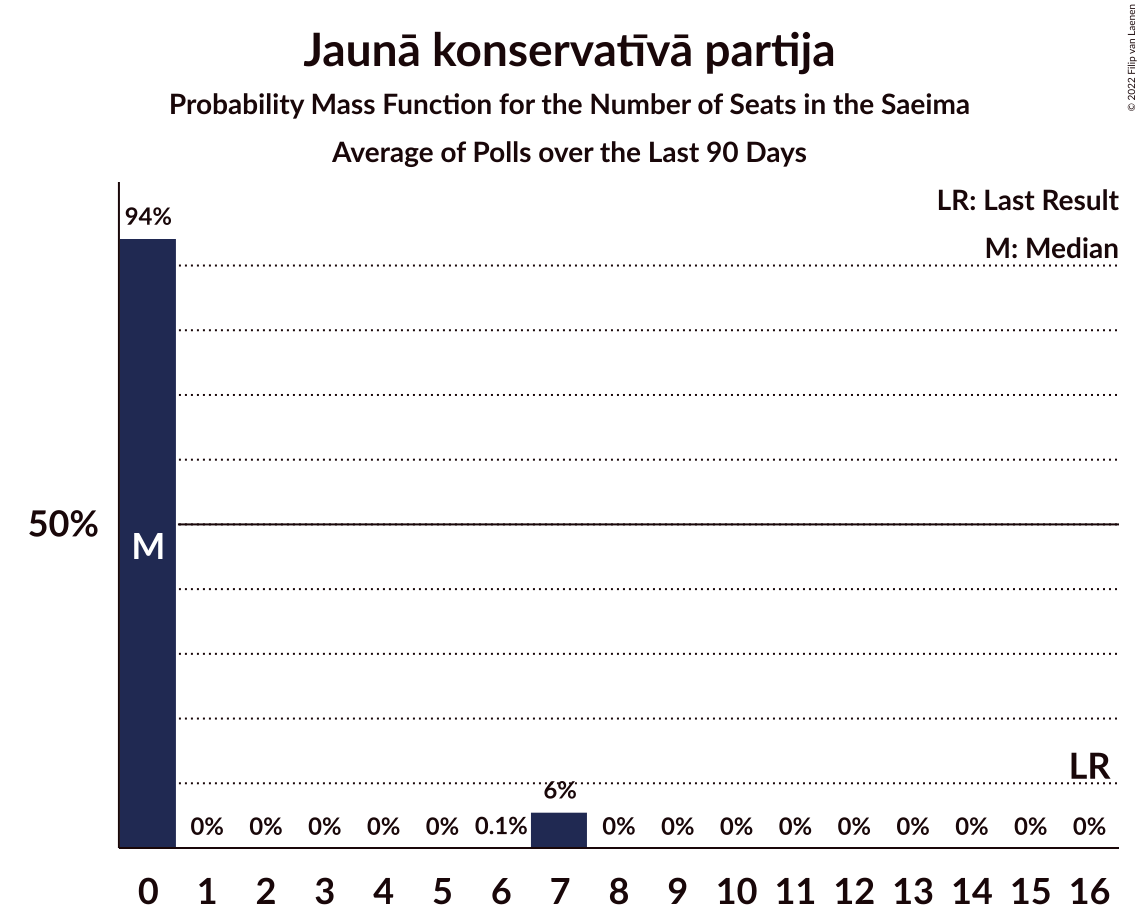 Jaunā konservatīvā partija
Probability Mass Function for the Number of Seats in the Saeima
Average of Polls over the Last 90 Days
© 2022 Filip van Laenen
LR: Last Result
M: Median
94%
50%
M
LR
6%
0% 0% 0% 0% 0% 0.1% 0% 0% 0% 0% 0% 0% 0% 0% 0%
0 1 2 3 4 5 6 7 8 9 10 11 12 13 14 15 16